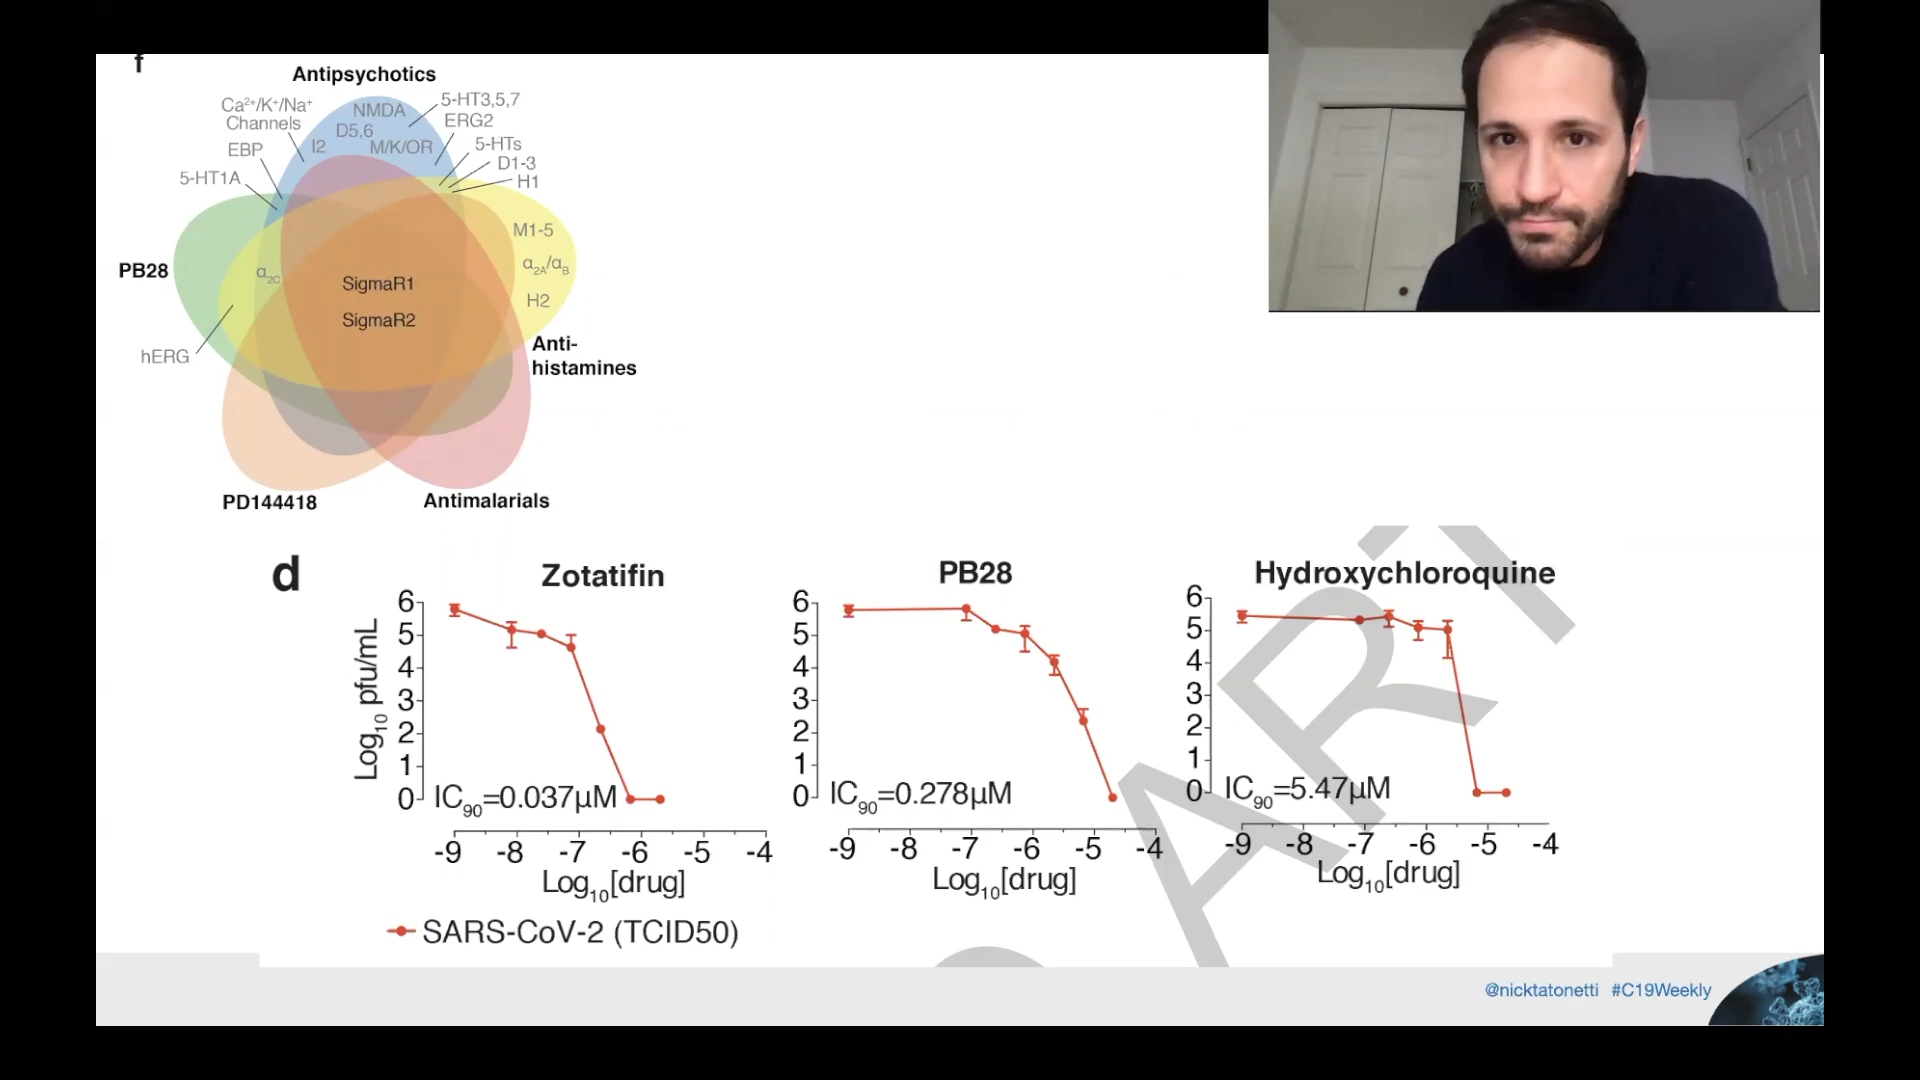 f
Antipsychotics
Ca²⁺/K⁺/Na⁺
Channels
NMDA
5-HT3,5,7
D5,6
ERG2
EBP
I2
M/K/OR
5-HTs
D1-3
5-HT1A
H1
M1-5
PB28
α2C
SigmaR1
α2A/αB
SigmaR2
H2
hERG
Anti-
histamines
PD144418
Antimalarials
d
Zotatifin
PB28
Hydroxychloroquine
Log₁₀ pfu/mL
6
5
4
3
2
1
0
IC₉₀=0.037µM
-9 -8 -7 -6 -5 -4
Log₁₀[drug]
6
5
4
3
2
1
0
IC₉₀=0.278µM
-9 -8 -7 -6 -5 -4
Log₁₀[drug]
6
5
4
3
2
1
0
IC₉₀=5.47µM
-9 -8 -7 -6 -5 -4
Log₁₀[drug]
SARS-CoV-2 (TCID50)
@nicktatonetti #C19Weekly